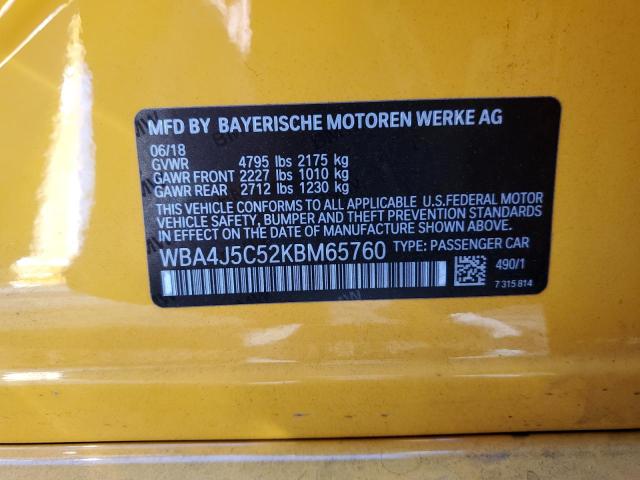 MFD BY BAYERISCHE MOTOREN WERKE AG
06/18
GVWR 4795 lbs 2175 kg
GAWR FRONT 2227 lbs 1010 kg
GAWR REAR 2712 lbs 1230 kg
THIS VEHICLE CONFORMS TO ALL APPLICABLE U.S.FEDERAL MOTOR
VEHICLE SAFETY, BUMPER AND THEFT PREVENTION STANDARDS IN
EFFECT ON THE DATE OF MANUFACTURE SHOWN ABOVE.
WBA4J5C52KBM65760 TYPE: PASSENGER CAR
490/1
7 315 814